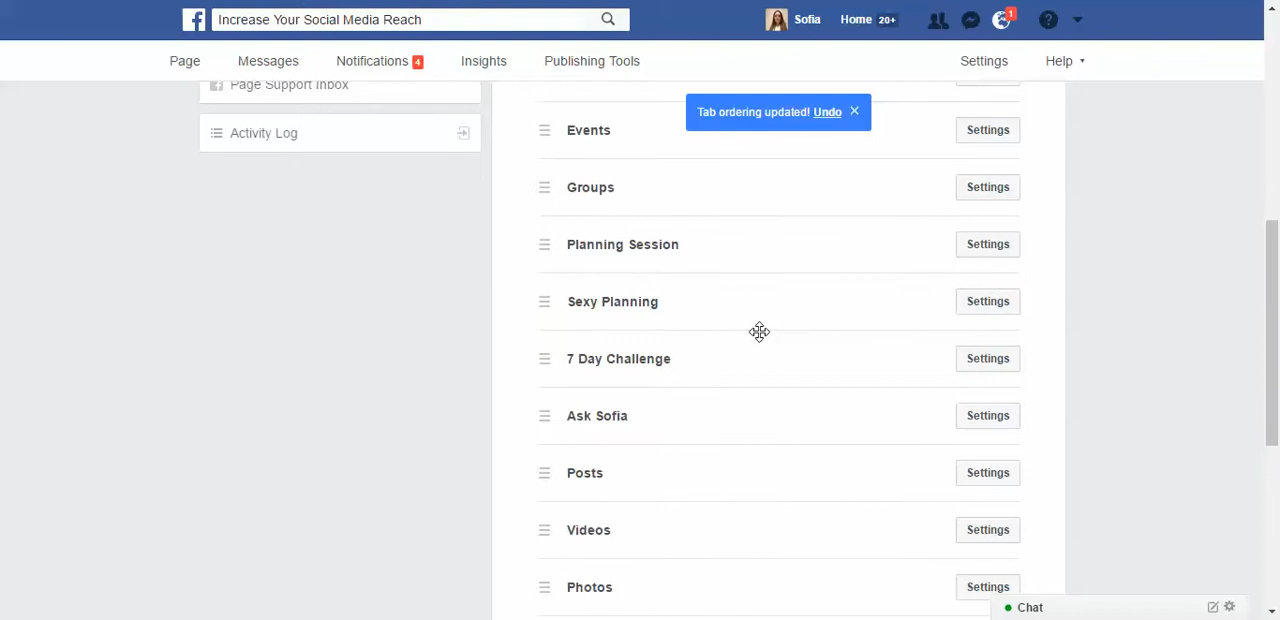 Increase Your Social Media Reach
Sofia
Home 20+
1
?
Page
Messages
Notifications 4
Insights
Publishing Tools
Settings
Help
Page Support Inbox
Activity Log
Tab ordering updated! Undo
Events Settings
Groups Settings
Planning Session Settings
Sexy Planning Settings
7 Day Challenge Settings
Ask Sofia Settings
Posts Settings
Videos Settings
Photos Settings
Chat